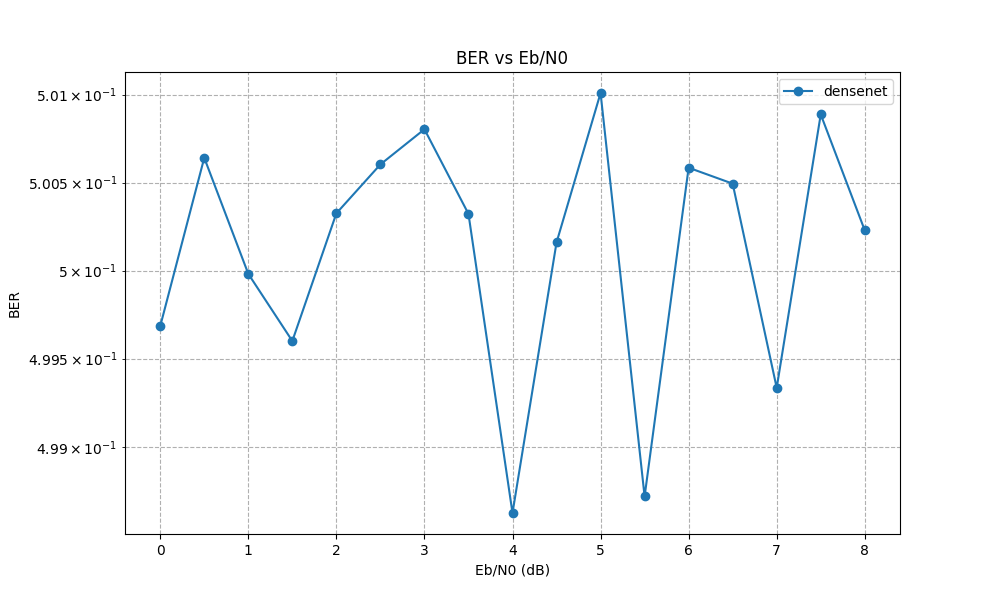 BER vs Eb/N0
densenet
5.01 × 10⁻¹
5.005 × 10⁻¹
5 × 10⁻¹
4.995 × 10⁻¹
4.99 × 10⁻¹
BER
0 1 2 3 4 5 6 7 8
Eb/N0 (dB)